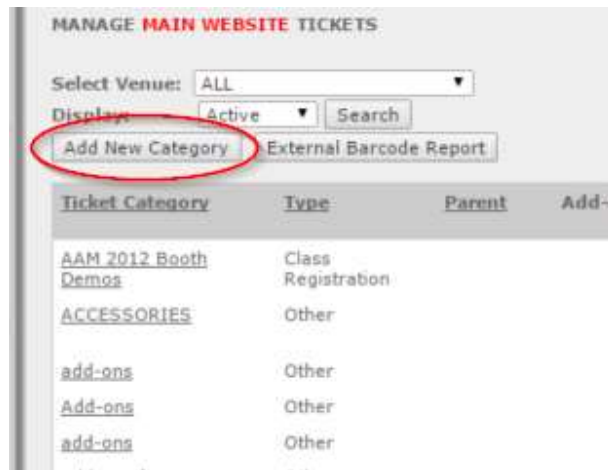 MANAGE MAIN WEBSITE TICKETS
Select Venue: ALL
Display: Active Search
Add New Category External Barcode Report
Ticket Category Type Parent Add-
AAM 2012 Booth Class
Demos Registration
ACCESSORIES Other
add-ons Other
Add-ons Other
add-ons Other